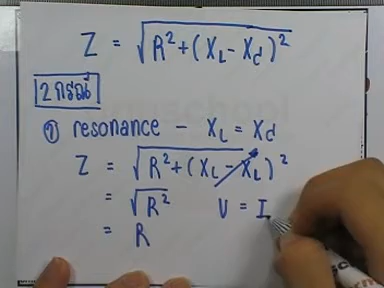 Z = √R² + (X_L - X_C)²
2 กรณี
① resonance - X_L = X_C
Z = √R² + (X_L - X_L)²
= √R²
V = I
= R